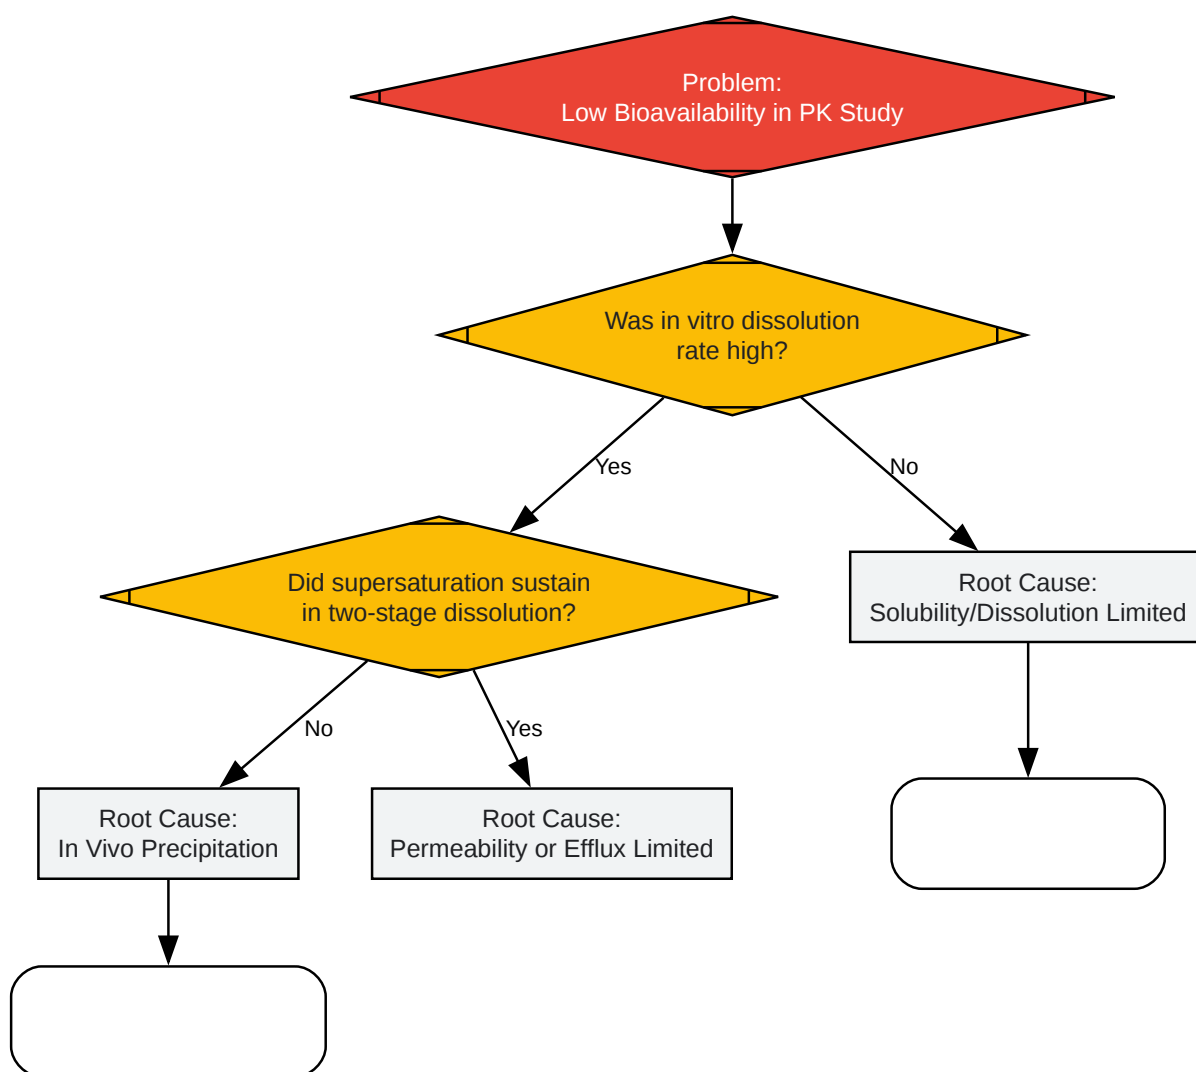 Problem:
Low Bioavailability in PK Study
Was in vitro dissolution
rate high?
Yes
No
Did supersaturation sustain
in two-stage dissolution?
Root Cause:
Solubility/Dissolution Limited
No
Yes
Root Cause:
In Vivo Precipitation
Root Cause:
Permeability or Efflux Limited